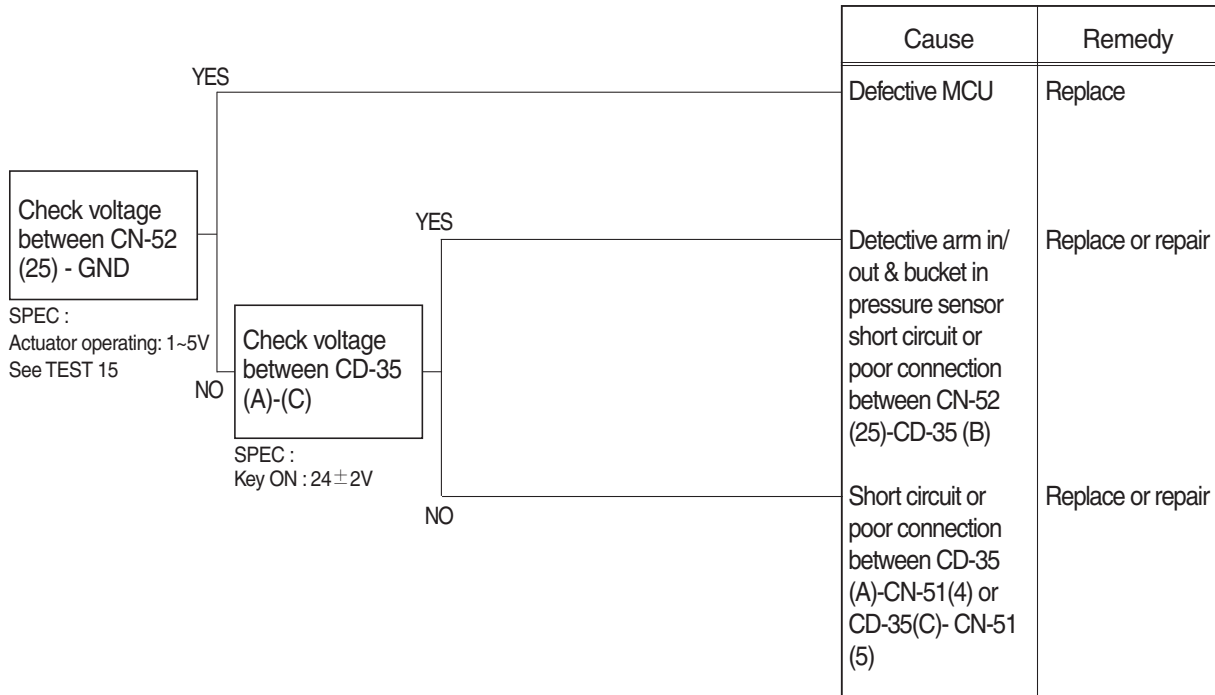 Cause
Remedy
YES
Defective MCU
Replace
Check voltage
between CN-52
(25) - GND
SPEC :
Actuator operating: 1~5V
See TEST 15
NO
YES
Check voltage
between CD-35
(A)-(C)
SPEC :
Key ON : 24±2V
NO
Detective arm in/
out & bucket in
pressure sensor
short circuit or
poor connection
between CN-52
(25)-CD-35 (B)
Replace or repair
Short circuit or
poor connection
between CD-35
(A)-CN-51(4) or
CD-35(C)- CN-51
(5)
Replace or repair